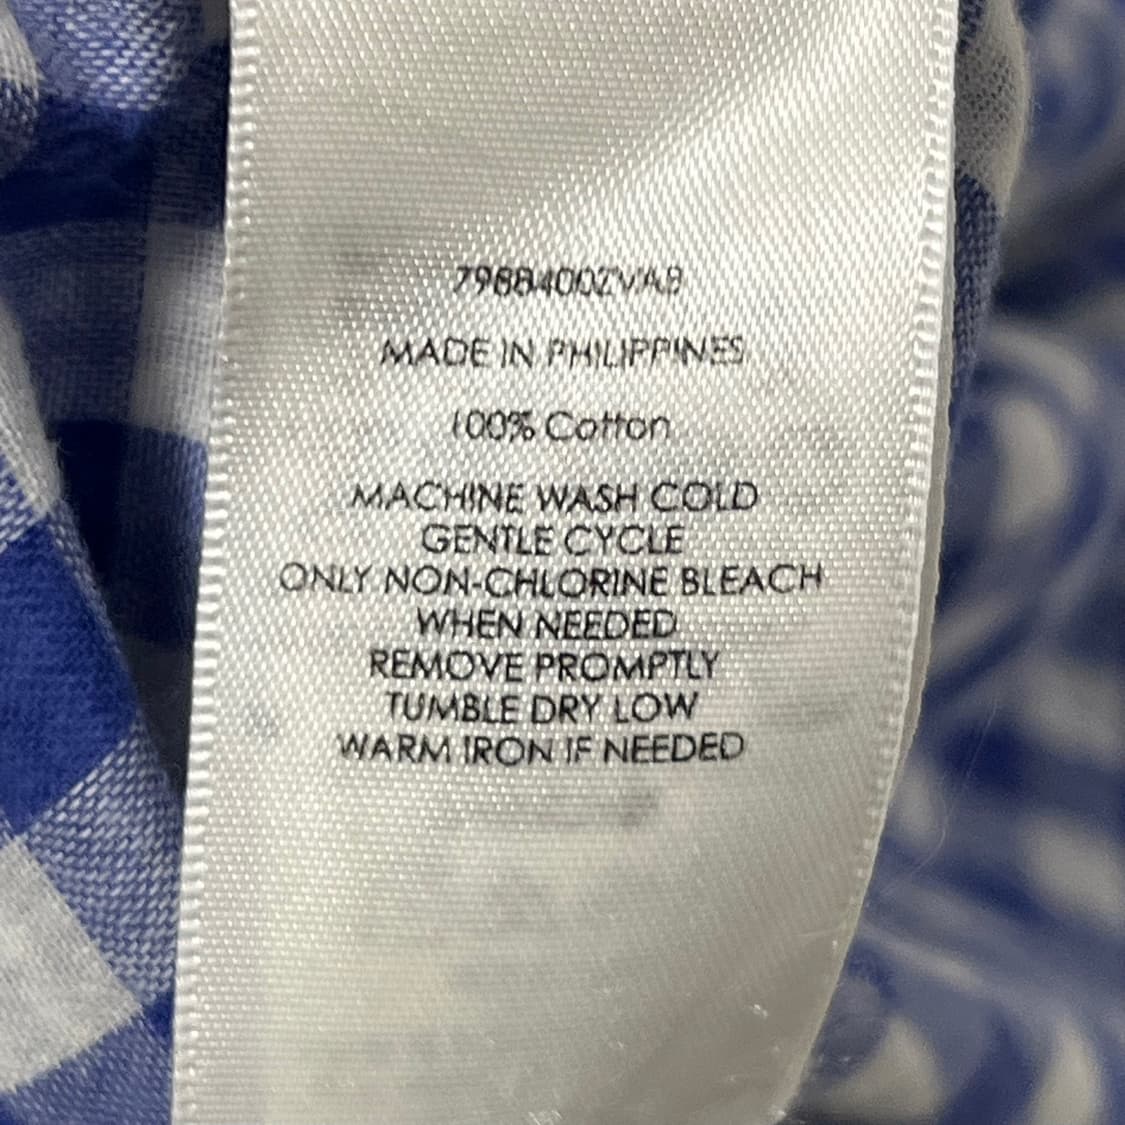 MADE IN PHILIPPINES
100% Cotton
MACHINE WASH COLD
GENTLE CYCLE
ONLY NON-CHLORINE BLEACH
WHEN NEEDED
REMOVE PROMPTLY
TUMBLE DRY LOW
WARM IRON IF NEEDED